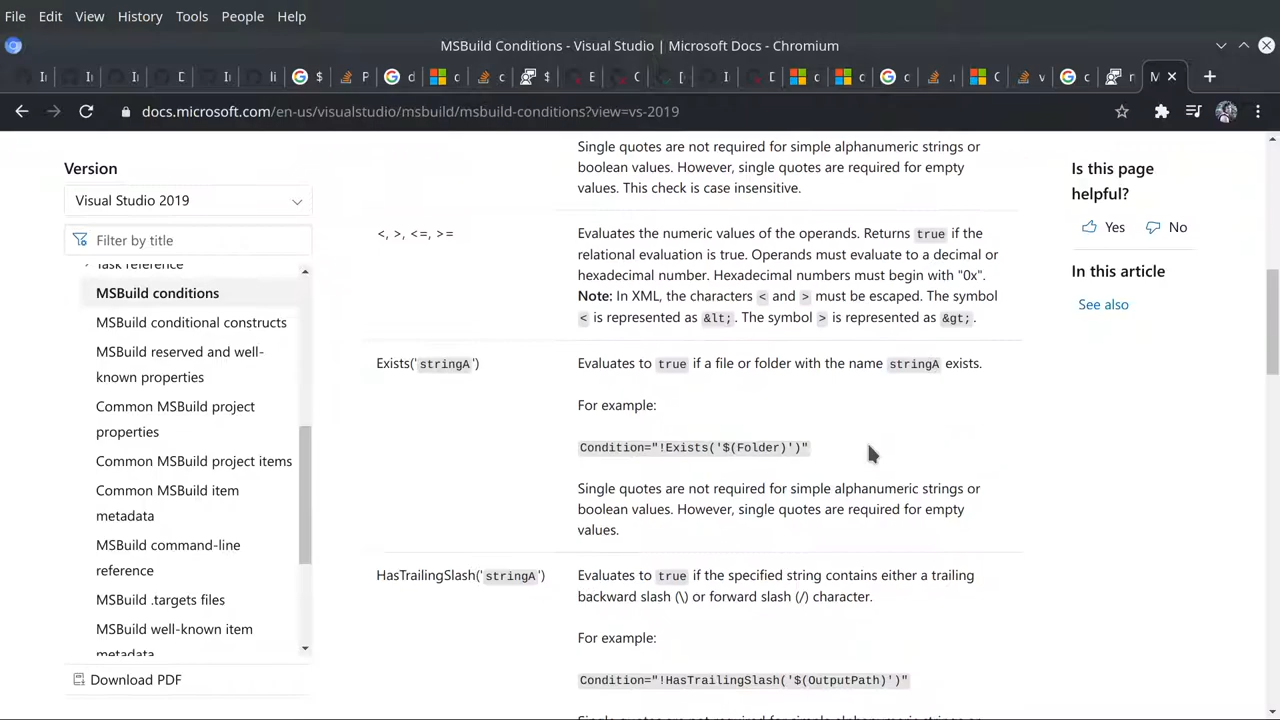 File Edit View History Tools People Help
MSBuild Conditions - Visual Studio | Microsoft Docs - Chromium
docs.microsoft.com/en-us/visualstudio/msbuild/msbuild-conditions?view=vs-2019
Version
Visual Studio 2019
Filter by title
Task reference
MSBuild conditions
MSBuild conditional constructs
MSBuild reserved and well-
known properties
Common MSBuild project
properties
Common MSBuild project items
Common MSBuild item
metadata
MSBuild command-line
reference
MSBuild .targets files
MSBuild well-known item
metadata
Download PDF
Single quotes are not required for simple alphanumeric strings or
boolean values. However, single quotes are required for empty
values. This check is case insensitive.
<, >, <=, >=
Evaluates the numeric values of the operands. Returns true if the
relational evaluation is true. Operands must evaluate to a decimal or
hexadecimal number. Hexadecimal numbers must begin with "0x".
Note: In XML, the characters < and > must be escaped. The symbol
< is represented as &lt;. The symbol > is represented as &gt;.
Exists('stringA')
Evaluates to true if a file or folder with the name stringA exists.
For example:
Condition="!Exists('$(Folder)')"
Single quotes are not required for simple alphanumeric strings or
boolean values. However, single quotes are required for empty
values.
HasTrailingSlash('stringA')
Evaluates to true if the specified string contains either a trailing
backward slash (\) or forward slash (/) character.
For example:
Condition="!HasTrailingSlash('$(OutputPath)')"
Is this page
helpful?
Yes No
In this article
See also